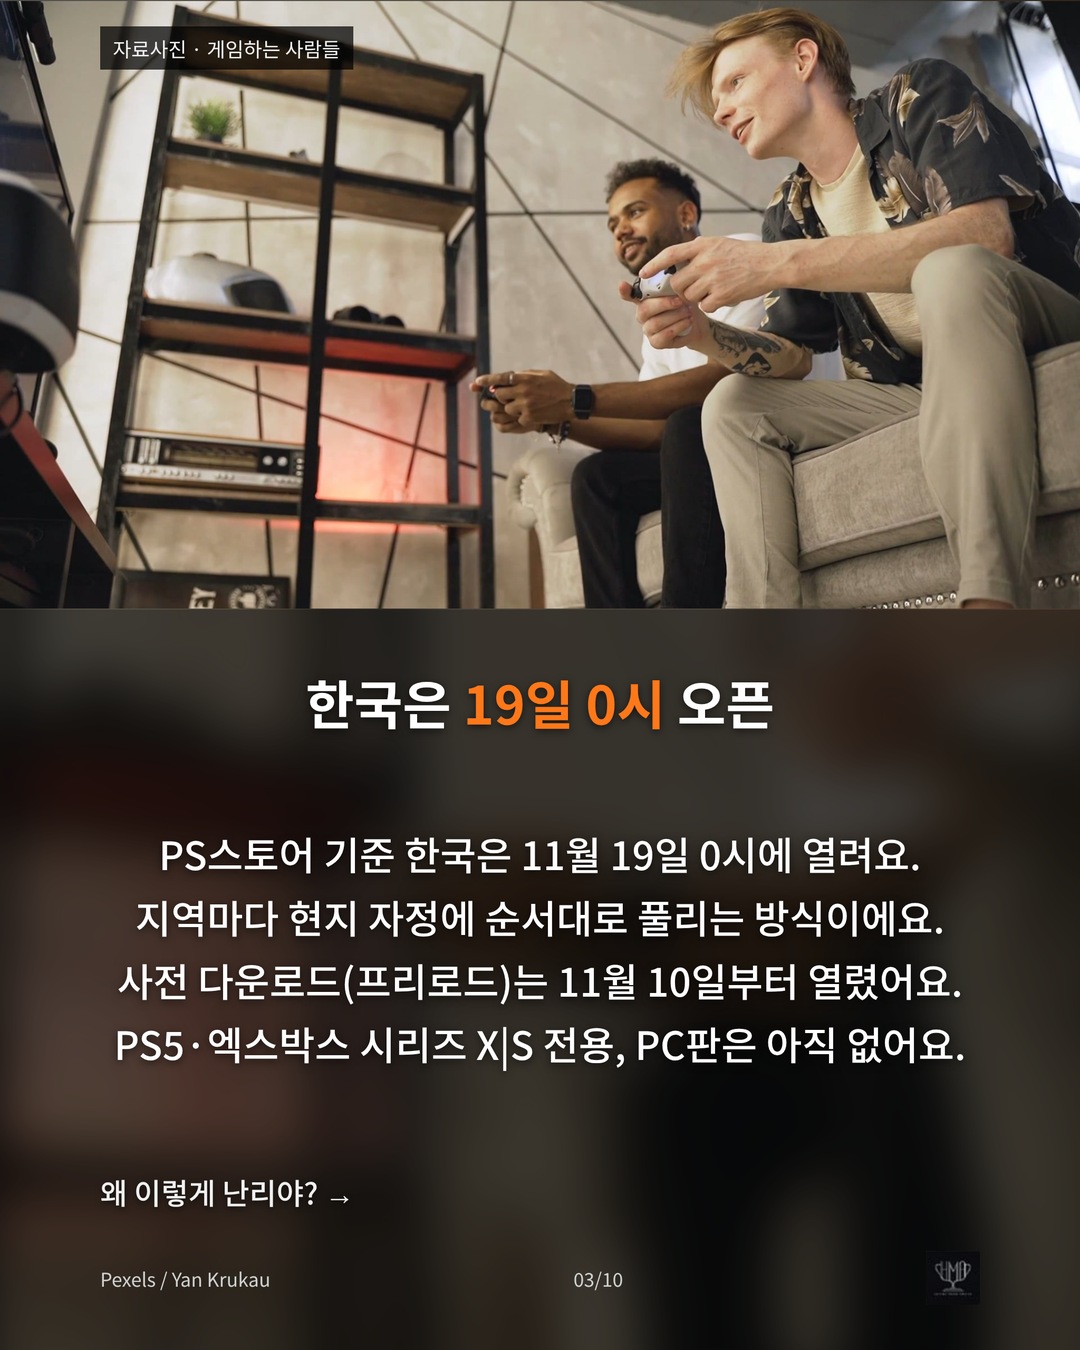 자료사진 · 게임하는 사람들
한국은 19일 0시 오픈
PS스토어 기준 한국은 11월 19일 0시에 열려요.
지역마다 현지 자정에 순서대로 풀리는 방식이에요.
사전 다운로드(프리로드)는 11월 10일부터 열렸어요.
PS5·엑스박스 시리즈 X|S 전용, PC판은 아직 없어요.
왜 이렇게 난리야? →
Pexels / Yan Krukau
03/10